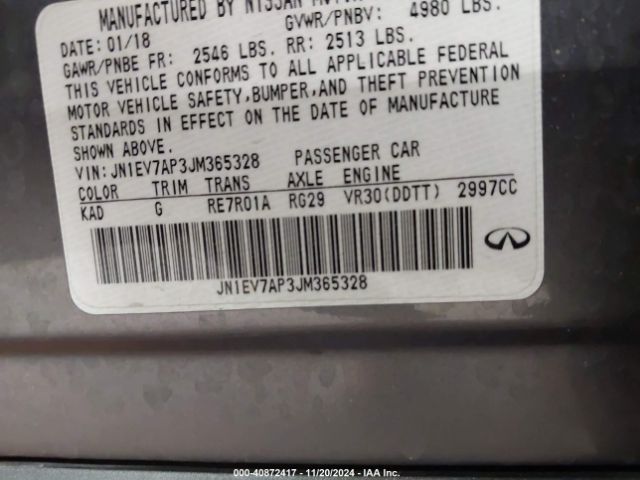 MANUFACTURED BY NISSAN
DATE: 01/18 GVWR/PNBV: 4980 LBS.
GAWR/PNBE FR: 2546 LBS. RR: 2513 LBS.
THIS VEHICLE CONFORMS TO ALL APPLICABLE FEDERAL
MOTOR VEHICLE SAFETY, BUMPER, AND THEFT PREVENTION
STANDARDS IN EFFECT ON THE DATE OF MANUFACTURE
SHOWN ABOVE.
VIN: JN1EV7AP3JM365328 PASSENGER CAR
COLOR TRIM TRANS AXLE ENGINE
KAD G RE7R01A RG29 VR30(DDTT) 2997CC
JN1EV7AP3JM365328
000-40872417 - 11/20/2024 - IAA Inc.